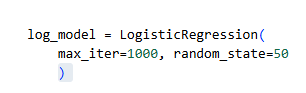 log_model = LogisticRegression(
    max_iter=1000, random_state=50
    )